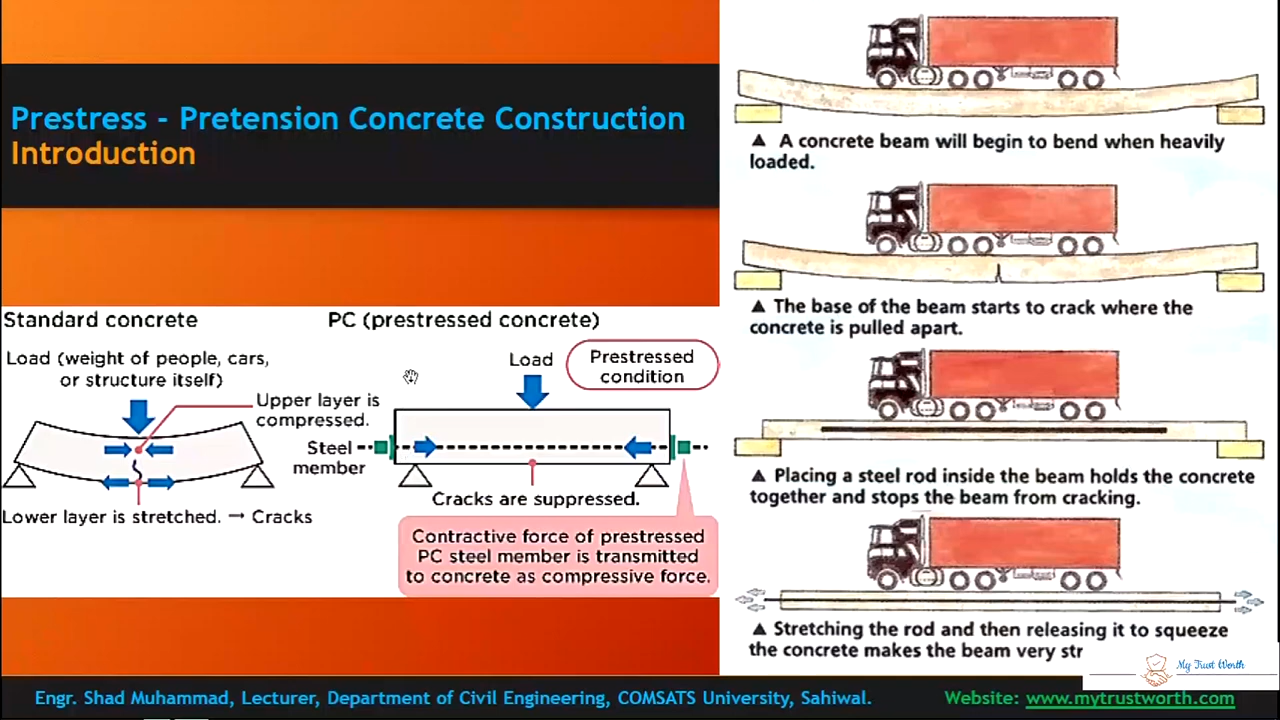 Prestress - Pretension Concrete Construction
Introduction
Standard concrete
Load (weight of people, cars,
or structure itself)
Upper layer is
compressed.
Lower layer is stretched. → Cracks
PC (prestressed concrete)
Load
Prestressed
condition
Steel
member
Cracks are suppressed.
Contractive force of prestressed
PC steel member is transmitted
to concrete as compressive force.
▲ A concrete beam will begin to bend when heavily
loaded.
▲ The base of the beam starts to crack where the
concrete is pulled apart.
▲ Placing a steel rod inside the beam holds the concrete
together and stops the beam from cracking.
▲ Stretching the rod and then releasing it to squeeze
the concrete makes the beam very str
My Trust Worth
Engr. Shad Muhammad, Lecturer, Department of Civil Engineering, COMSATS University, Sahiwal.
Website: www.mytrustworth.com